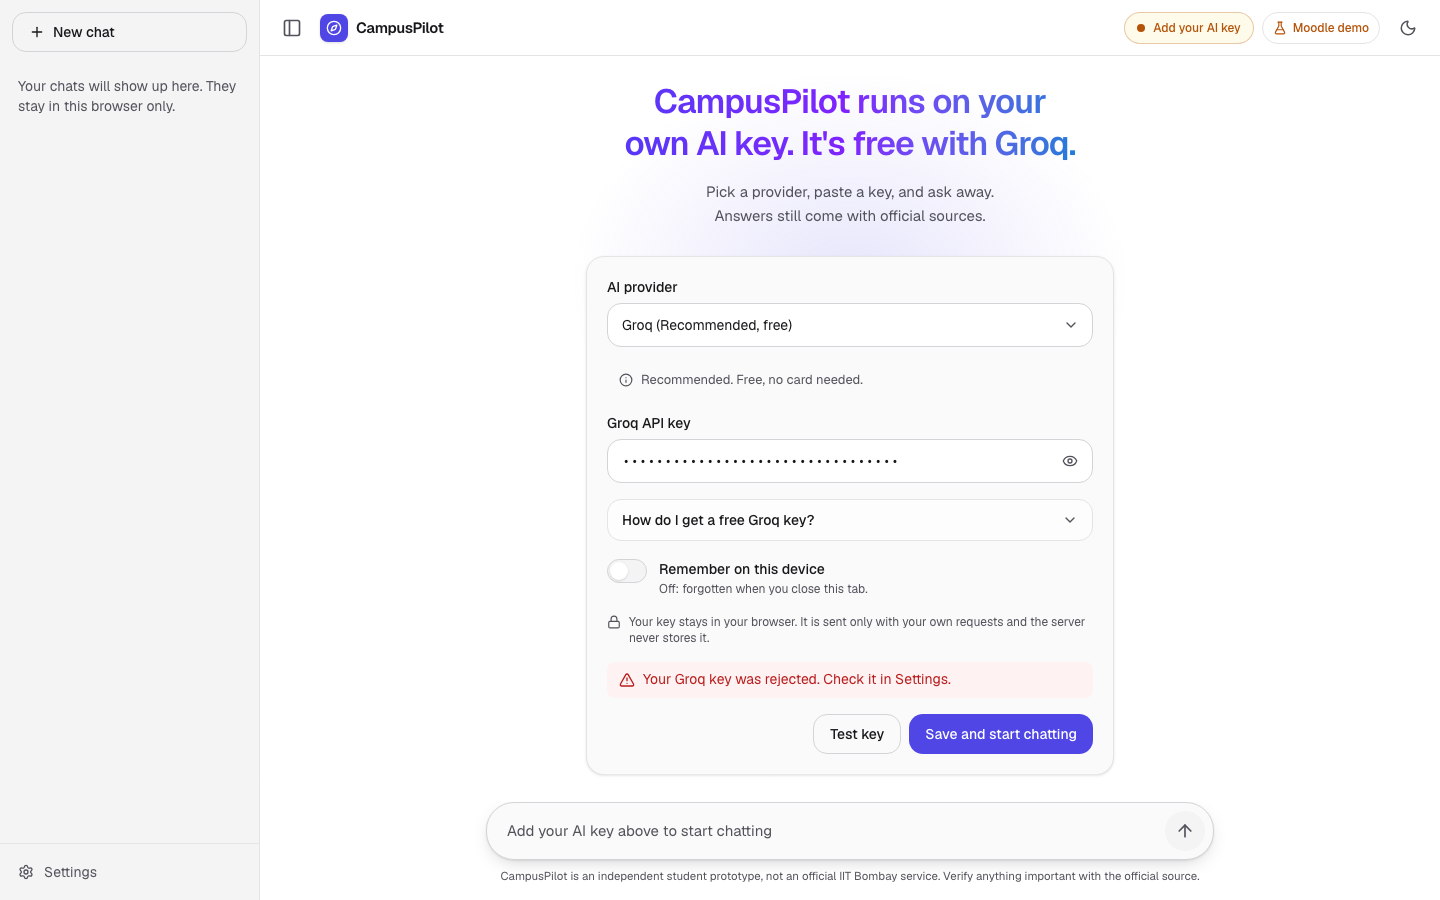 New chat
Your chats will show up here. They
stay in this browser only.
Settings
CampusPilot
Add your AI key
Moodle demo
CampusPilot runs on your
own AI key. It's free with Groq.
Pick a provider, paste a key, and ask away.
Answers still come with official sources.
AI provider
Groq (Recommended, free)
Recommended. Free, no card needed.
Groq API key
How do I get a free Groq key?
Remember on this device
Off: forgotten when you close this tab.
Your key stays in your browser. It is sent only with your own requests and the server
never stores it.
Your Groq key was rejected. Check it in Settings.
Test key
Save and start chatting
Add your AI key above to start chatting
CampusPilot is an independent student prototype, not an official IIT Bombay service. Verify anything important with the official source.